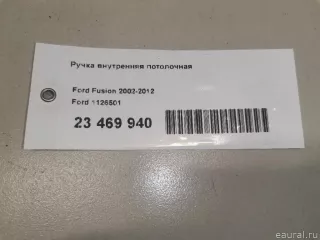 Ручка внутренняя потолочная
Ford Fusion 2002-2012
Ford 1126501
23 469 940
eaural.ru